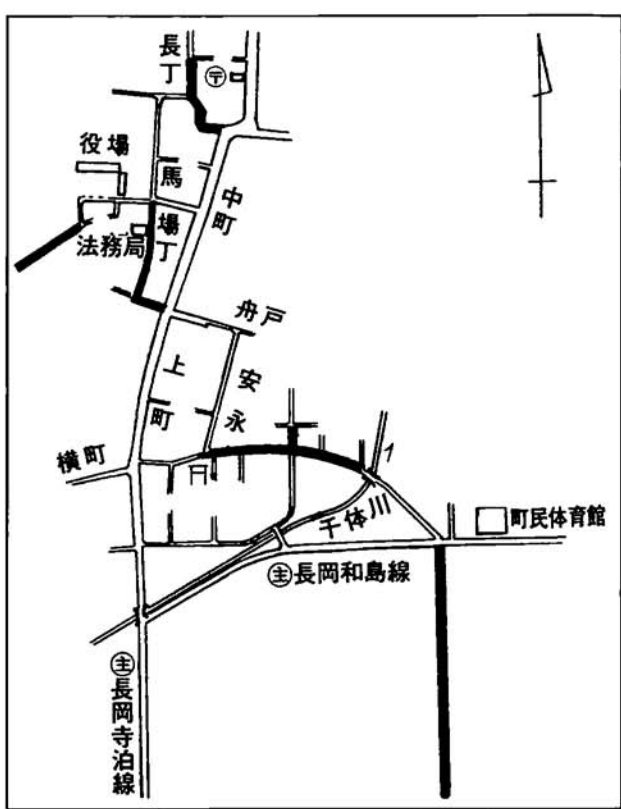 長丁
〒
役場
馬場丁
中町
法務局
舟戸
上町
安永
横町
千体川
町民体育館
主長岡和島線
主長岡寺泊線